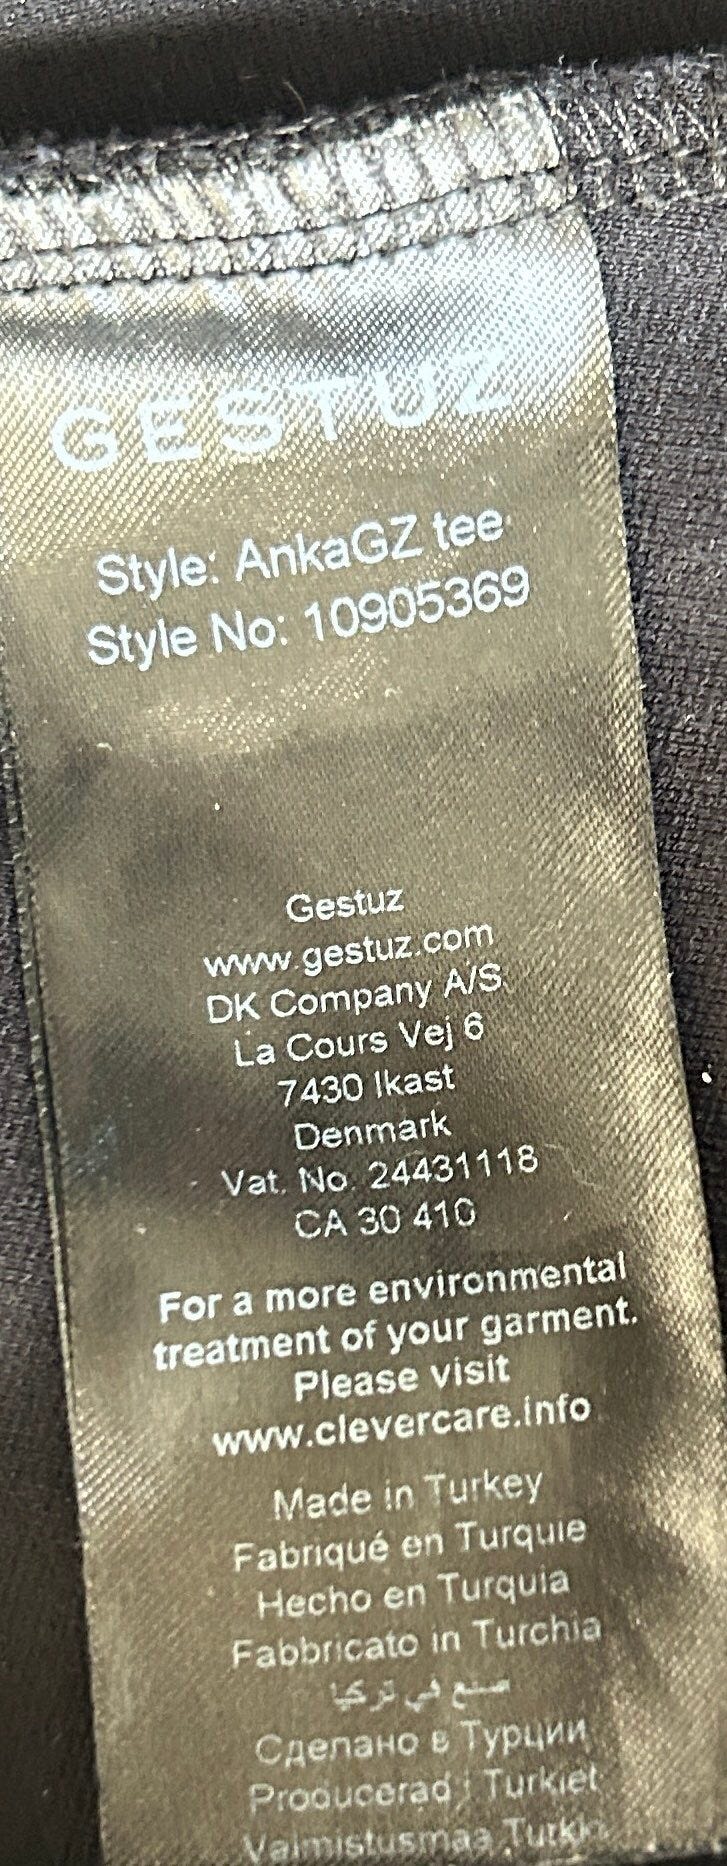 GESTUZ
Style: AnkaGZ tee
Style No: 10905369
Gestuz
www.gestuz.com
DK Company A/S
La Cours Vej 6
7430 Ikast
Denmark
Vat. No. 24431118
CA 30 410
For a more environmental
treatment of your garment.
Please visit
www.clevercare.info
Made in Turkey
Fabriqué en Turquie
Hecho en Turquia
Fabbricato in Turchia
صنع في تركيا
Сделано в Турции
Producerad i Turkiet
Valmistusmaa